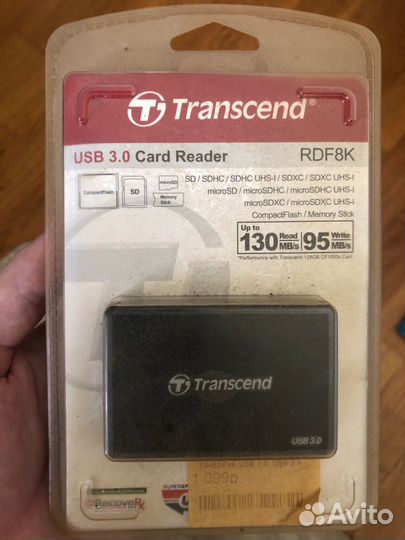 Transcend®
USB 3.0 Card Reader
RDF8K
SD / SDHC / SDHC UHS-I / SDXC / SDXC UHS-I
microSD / microSDHC / microSDHC UHS-I
microSDXC / microSDXC UHS-I
CompactFlash / Memory Stick
CompactFlash
SD
microSD
Memory Stick
Up to
130 MB/s Read 95 MB/s Write
*Performance with Transcend 128GB CF1000x Card
Transcend
USB 3.0
1 099р
RecoveRx
Avito